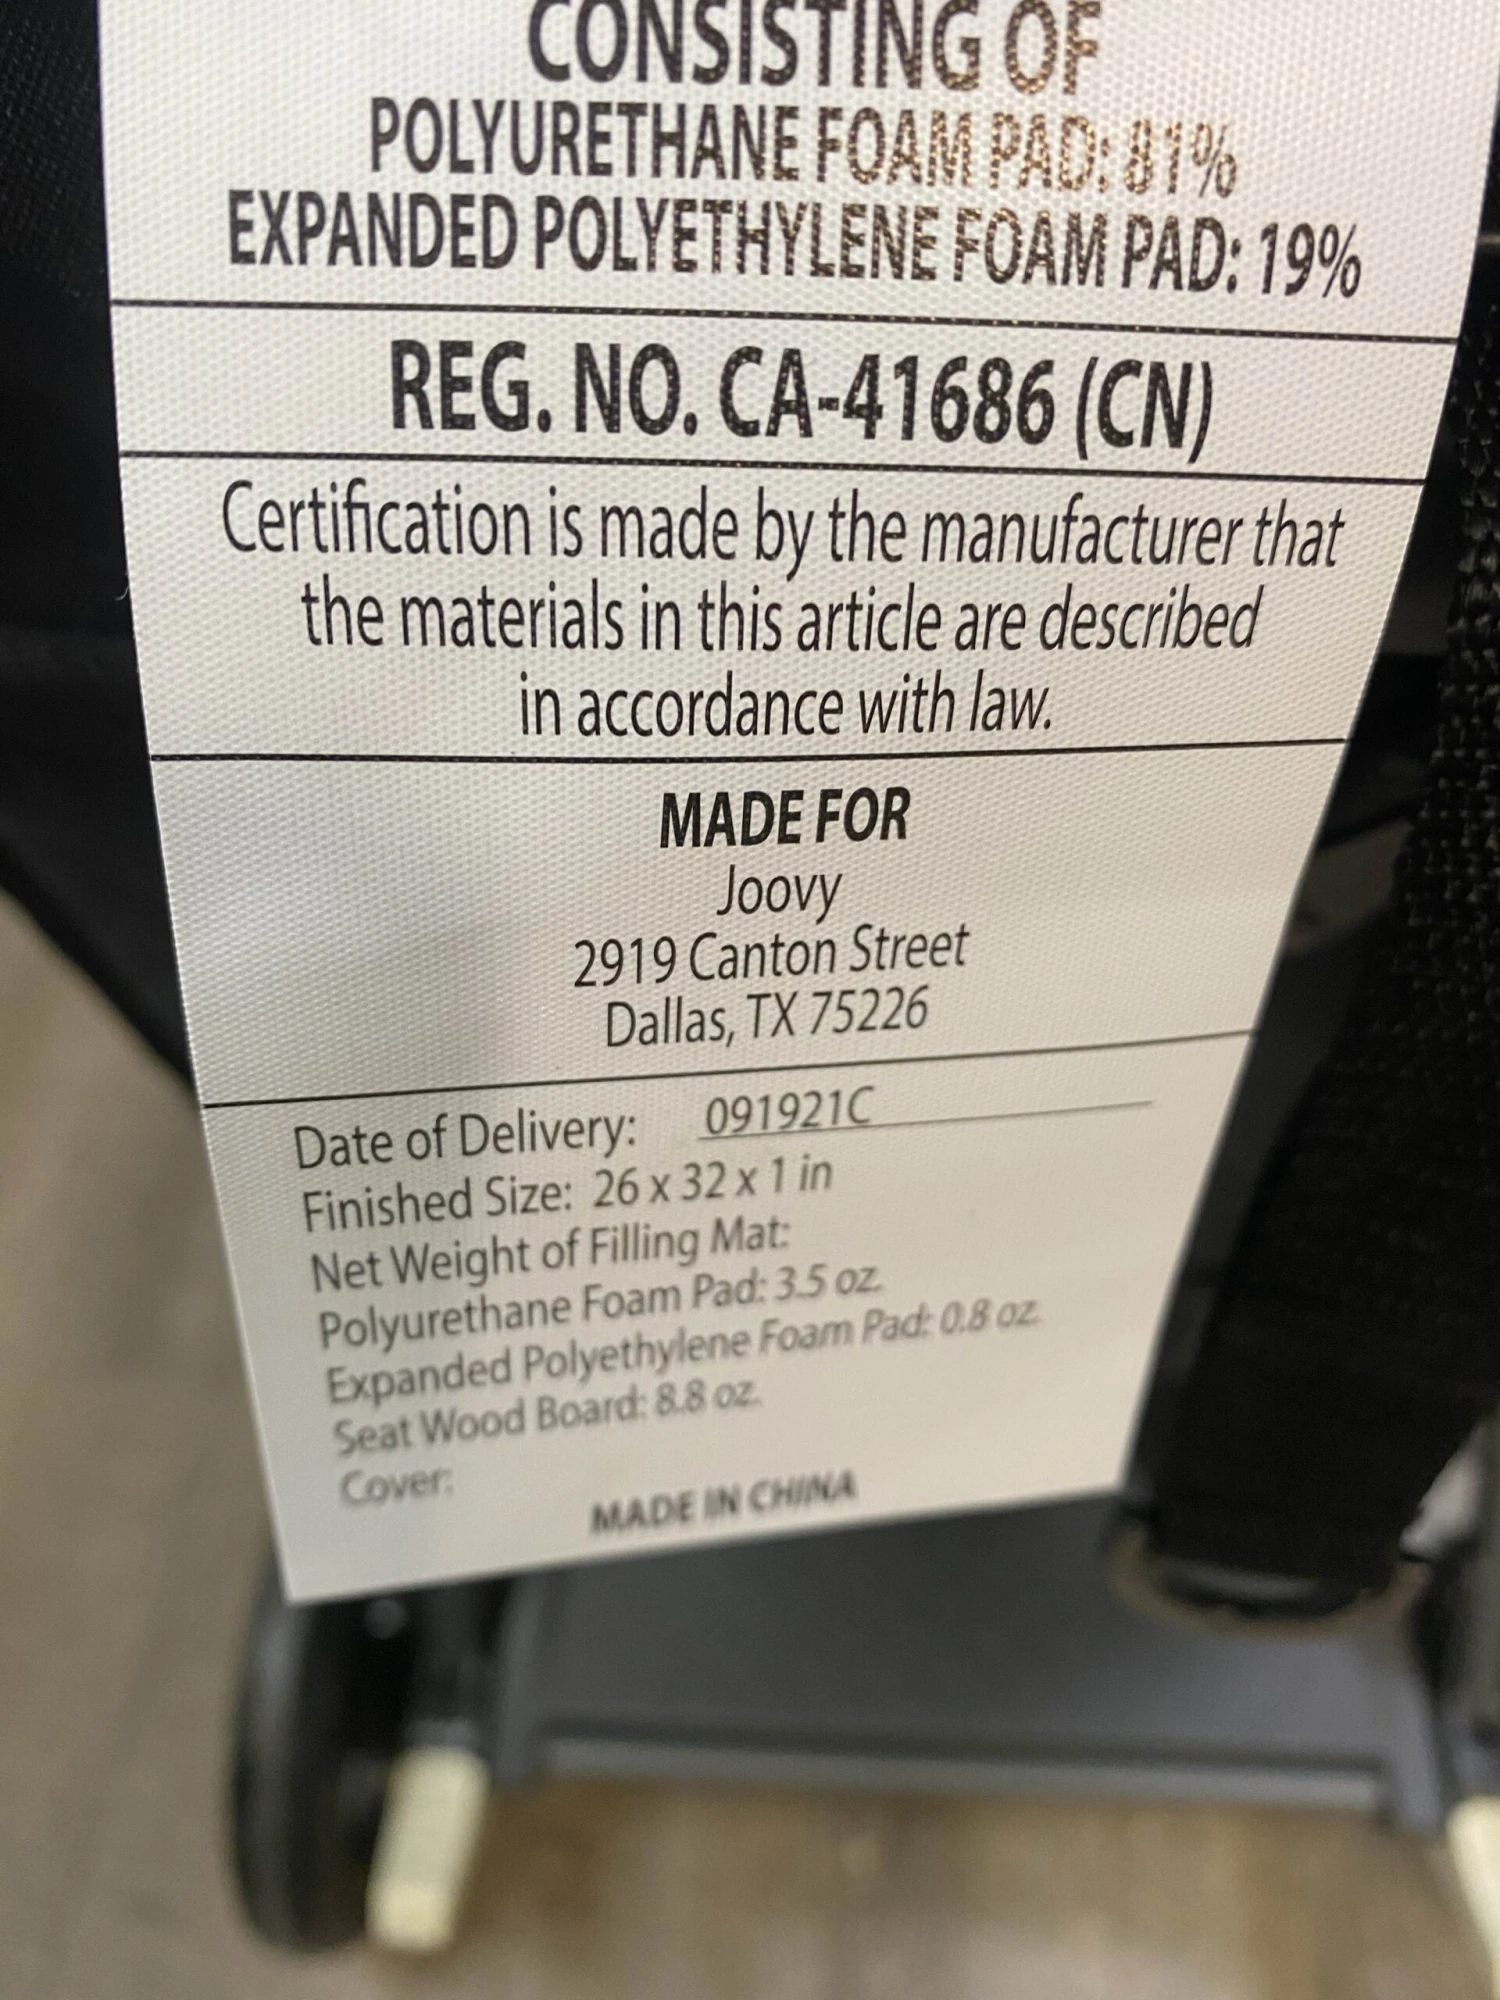 CONSISTING OF
POLYURETHANE FOAM PAD: 81%
EXPANDED POLYETHYLENE FOAM PAD: 19%
REG. NO. CA-41686 (CN)
Certification is made by the manufacturer that
the materials in this article are described
in accordance with law.
MADE FOR
Joovy
2919 Canton Street
Dallas, TX 75226
Date of Delivery: 091921C
Finished Size: 26 x 32 x 1 in
Net Weight of Filling Mat:
Polyurethane Foam Pad: 3.5 oz.
Expanded Polyethylene Foam Pad: 0.8 oz.
Seat Wood Board: 8.8 oz.
Cover:
MADE IN CHINA